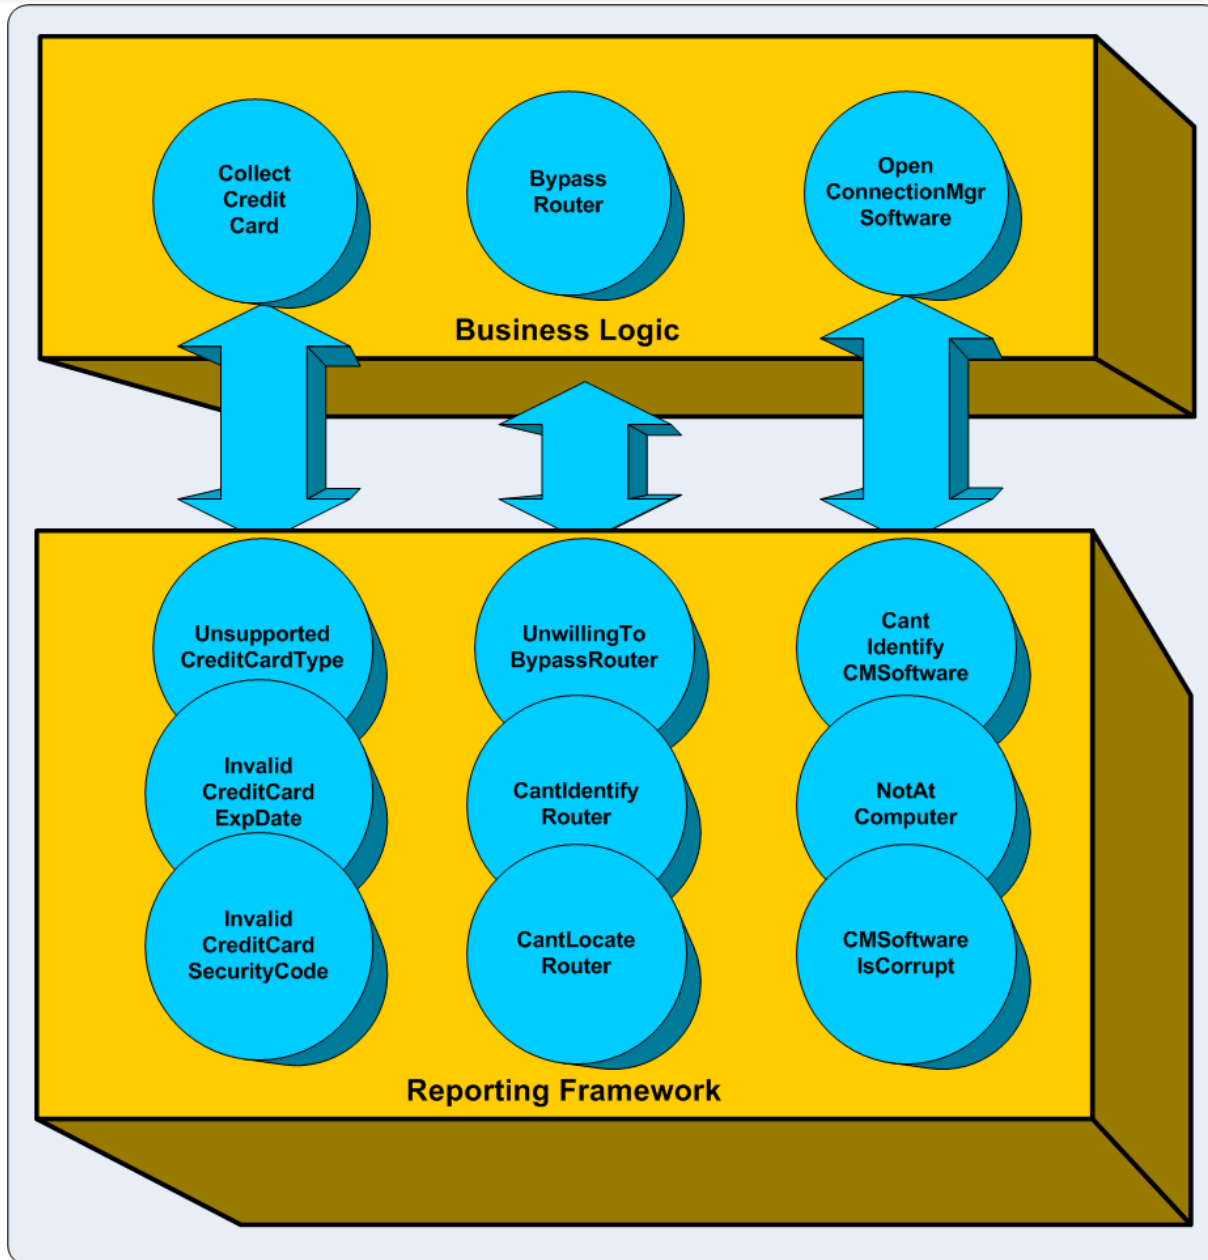 Collect
Credit
Card
Bypass
Router
Open
ConnectionMgr
Software
Business Logic
Unsupported
CreditCardType
UnwillingTo
BypassRouter
Cant
Identify
CMSoftware
Invalid
CreditCard
ExpDate
CantIdentify
Router
NotAt
Computer
Invalid
CreditCard
SecurityCode
CantLocate
Router
CMSoftware
IsCorrupt
Reporting Framework